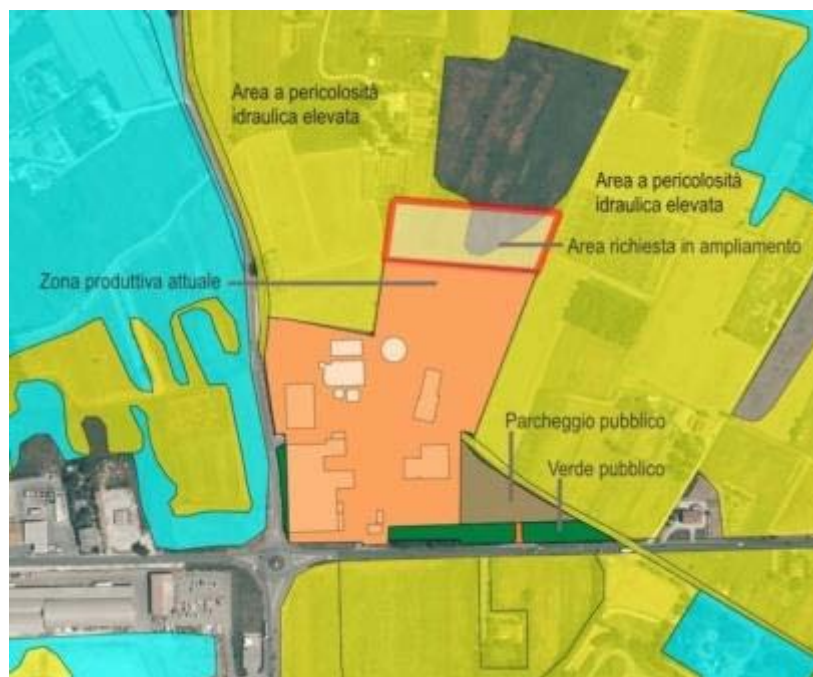 Area a pericolosità
idraulica elevata
Area a pericolosità
idraulica elevata
Area richiesta in ampliamento
Zona produttiva attuale
Parcheggio pubblico
Verde pubblico